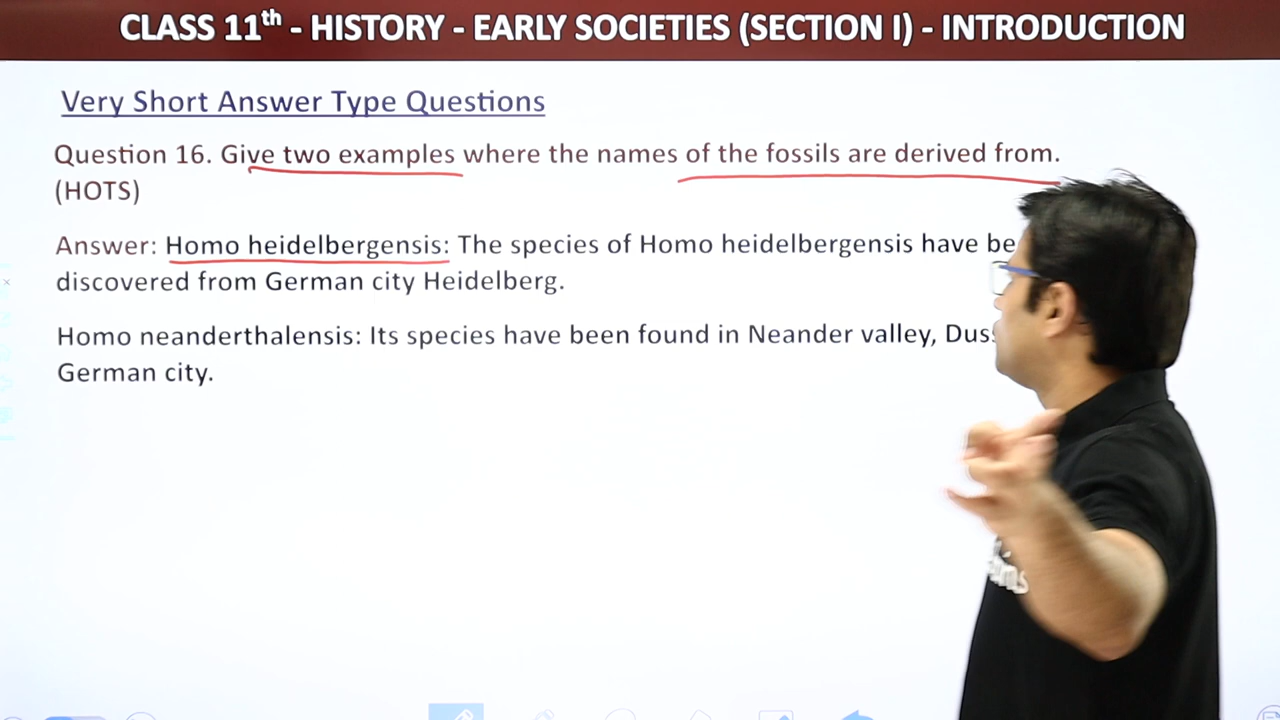 CLASS 11th - HISTORY - EARLY SOCIETIES (SECTION I) - INTRODUCTION
Very Short Answer Type Questions
Question 16. Give two examples where the names of the fossils are derived from.
(HOTS)
Answer: Homo heidelbergensis: The species of Homo heidelbergensis have
discovered from German city Heidelberg.
Homo neanderthalensis: Its species have been found in Neander valley,
German city.